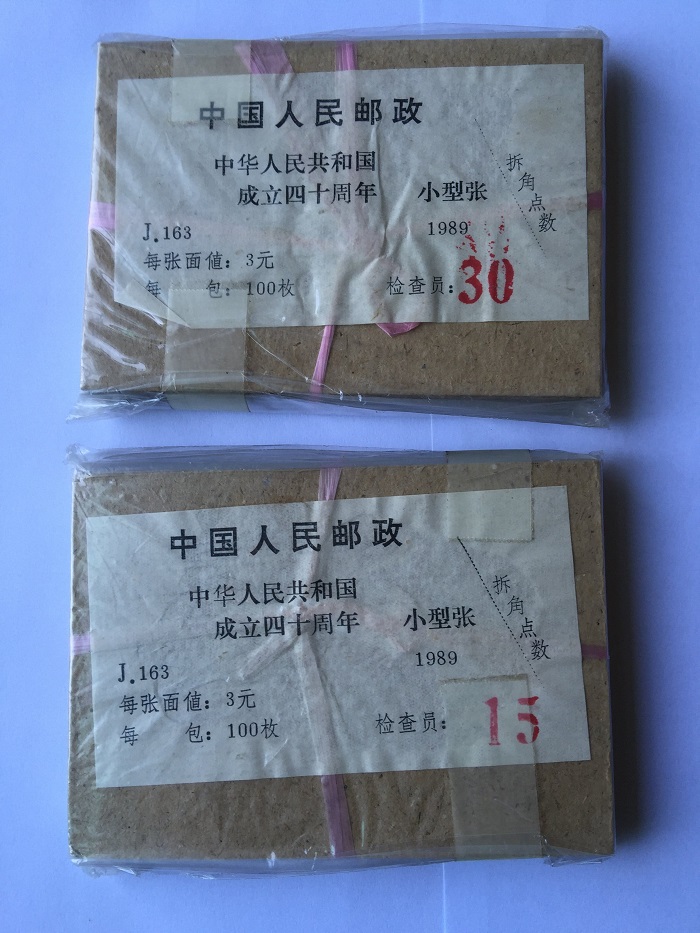 中国人民邮政
中华人民共和国
成立四十周年 小型张
拆角点数
J.163 1989
每张面値：3元
每 包：100枚 检查员：30
中国人民邮政
中华人民共和国
成立四十周年 小型张
拆角点数
J.163 1989
每张面値：3元
每 包：100枚 检查员：15